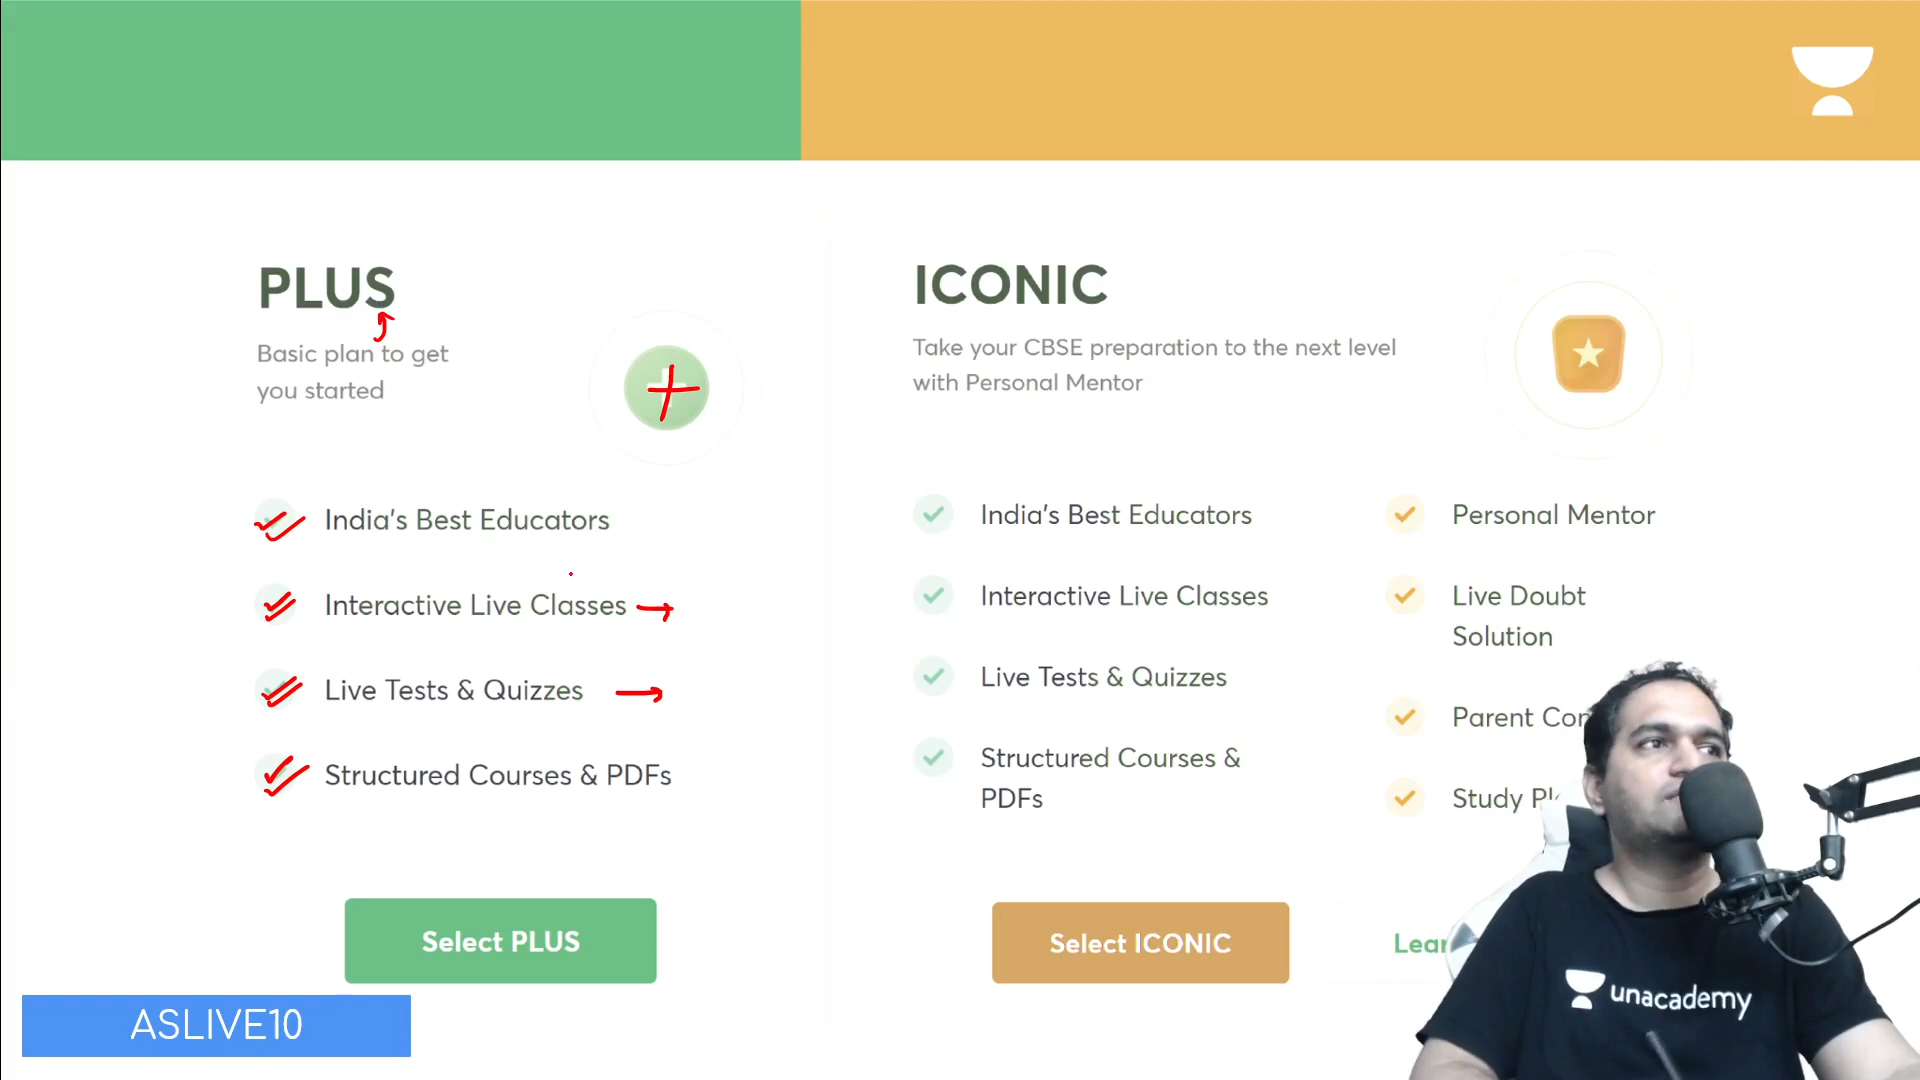 PLUS
Basic plan to get
you started
India's Best Educators
Interactive Live Classes
Live Tests & Quizzes
Structured Courses & PDFs
Select PLUS
ICONIC
Take your CBSE preparation to the next level
with Personal Mentor
India's Best Educators
Interactive Live Classes
Live Tests & Quizzes
Structured Courses &
PDFs
Personal Mentor
Live Doubt
Solution
Parent
Study
Select ICONIC
ASLIVE10
unacademy